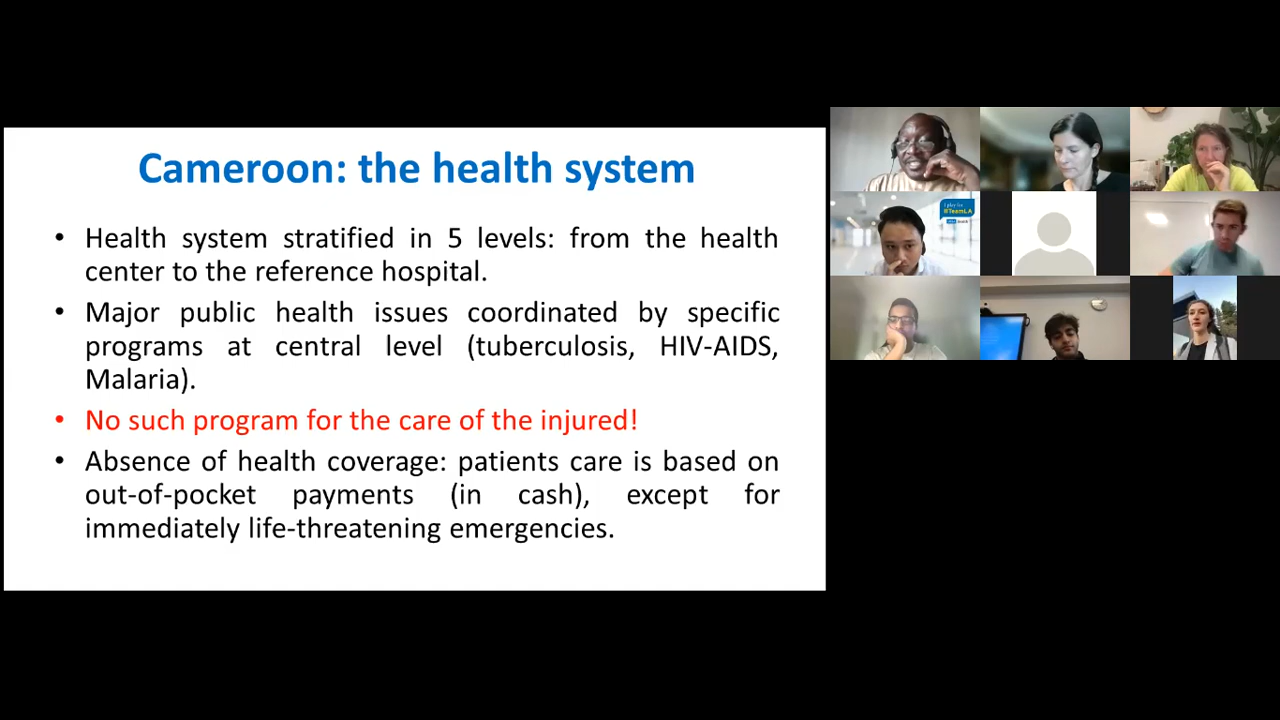 Cameroon: the health system
• Health system stratified in 5 levels: from the health
center to the reference hospital.
• Major public health issues coordinated by specific
programs at central level (tuberculosis, HIV-AIDS,
Malaria).
• No such program for the care of the injured!
• Absence of health coverage: patients care is based on
out-of-pocket payments (in cash), except for
immediately life-threatening emergencies.
I play for
#TeamLA